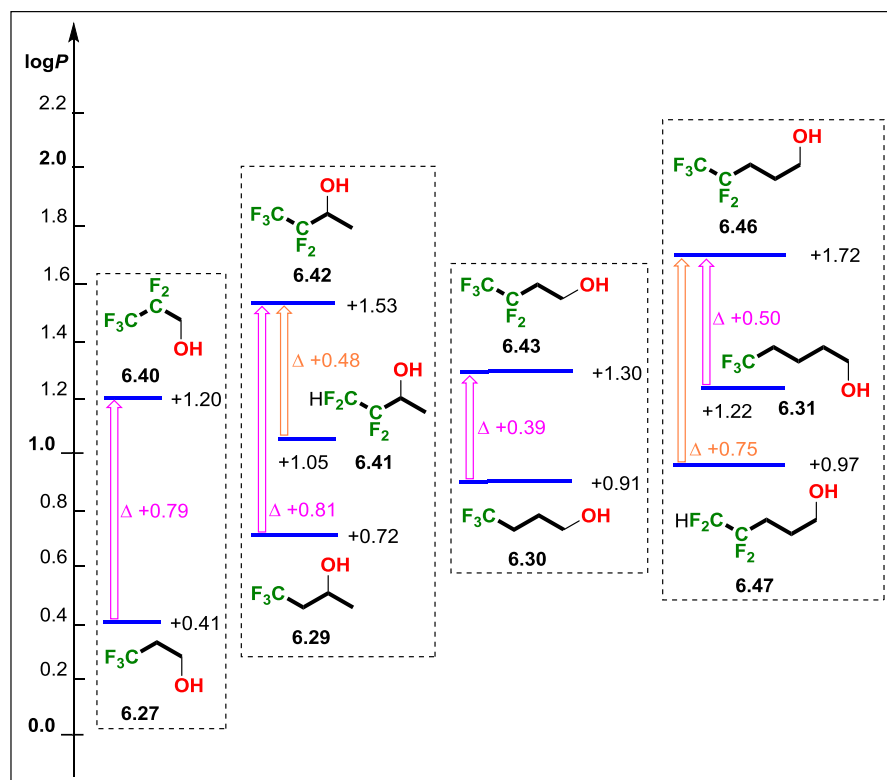 logP
2.2
2.0
1.8
1.6
1.4
1.2
1.0
0.8
0.6
0.4
0.2
0.0
F2
F3C
C
OH
6.40
+1.20
Δ +0.79
+0.41
F3C
OH
6.27
OH
F3C
C
F2
6.42
+1.53
Δ +0.48
OH
HF2C
C
F2
+1.05
6.41
Δ +0.81
+0.72
OH
F3C
6.29
F3C
C
F2
OH
6.43
+1.30
Δ +0.39
+0.91
F3C
OH
6.30
OH
F3C
C
F2
6.46
+1.72
Δ +0.50
F3C
OH
+1.22
6.31
Δ +0.75
+0.97
OH
HF2C
C
F2
6.47